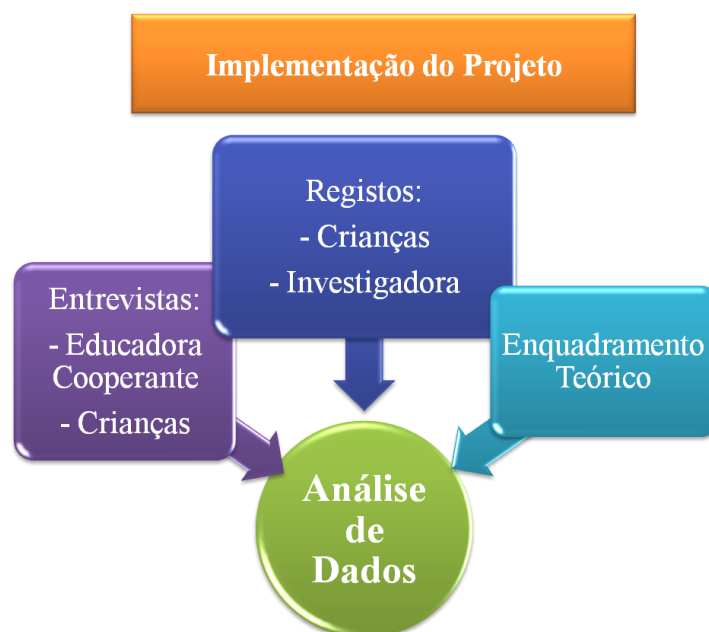 Implementação do Projeto
Registos:
- Crianças
- Investigadora
Entrevistas:
- Educadora
Cooperante
- Crianças
Enquadramento
Teórico
Análise
de
Dados